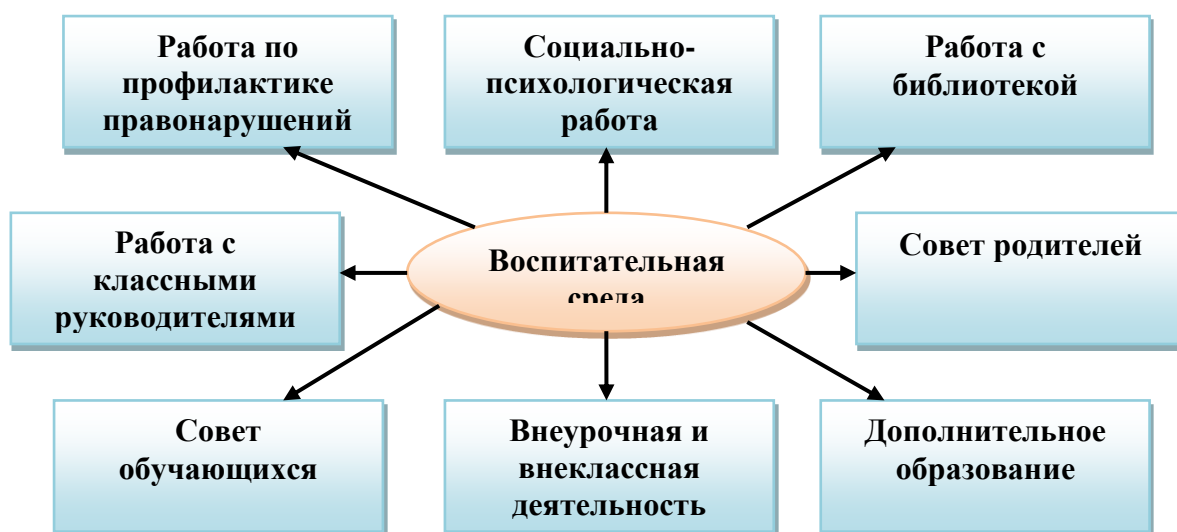 Работа по
профилактике
правонарушений
Социально-
психологическая
работа
Работа с
библиотекой
Работа с
классными
руководителями
Воспитательная
среда
Совет родителей
Совет
обучающихся
Внеурочная и
внеклассная
деятельность
Дополнительное
образование